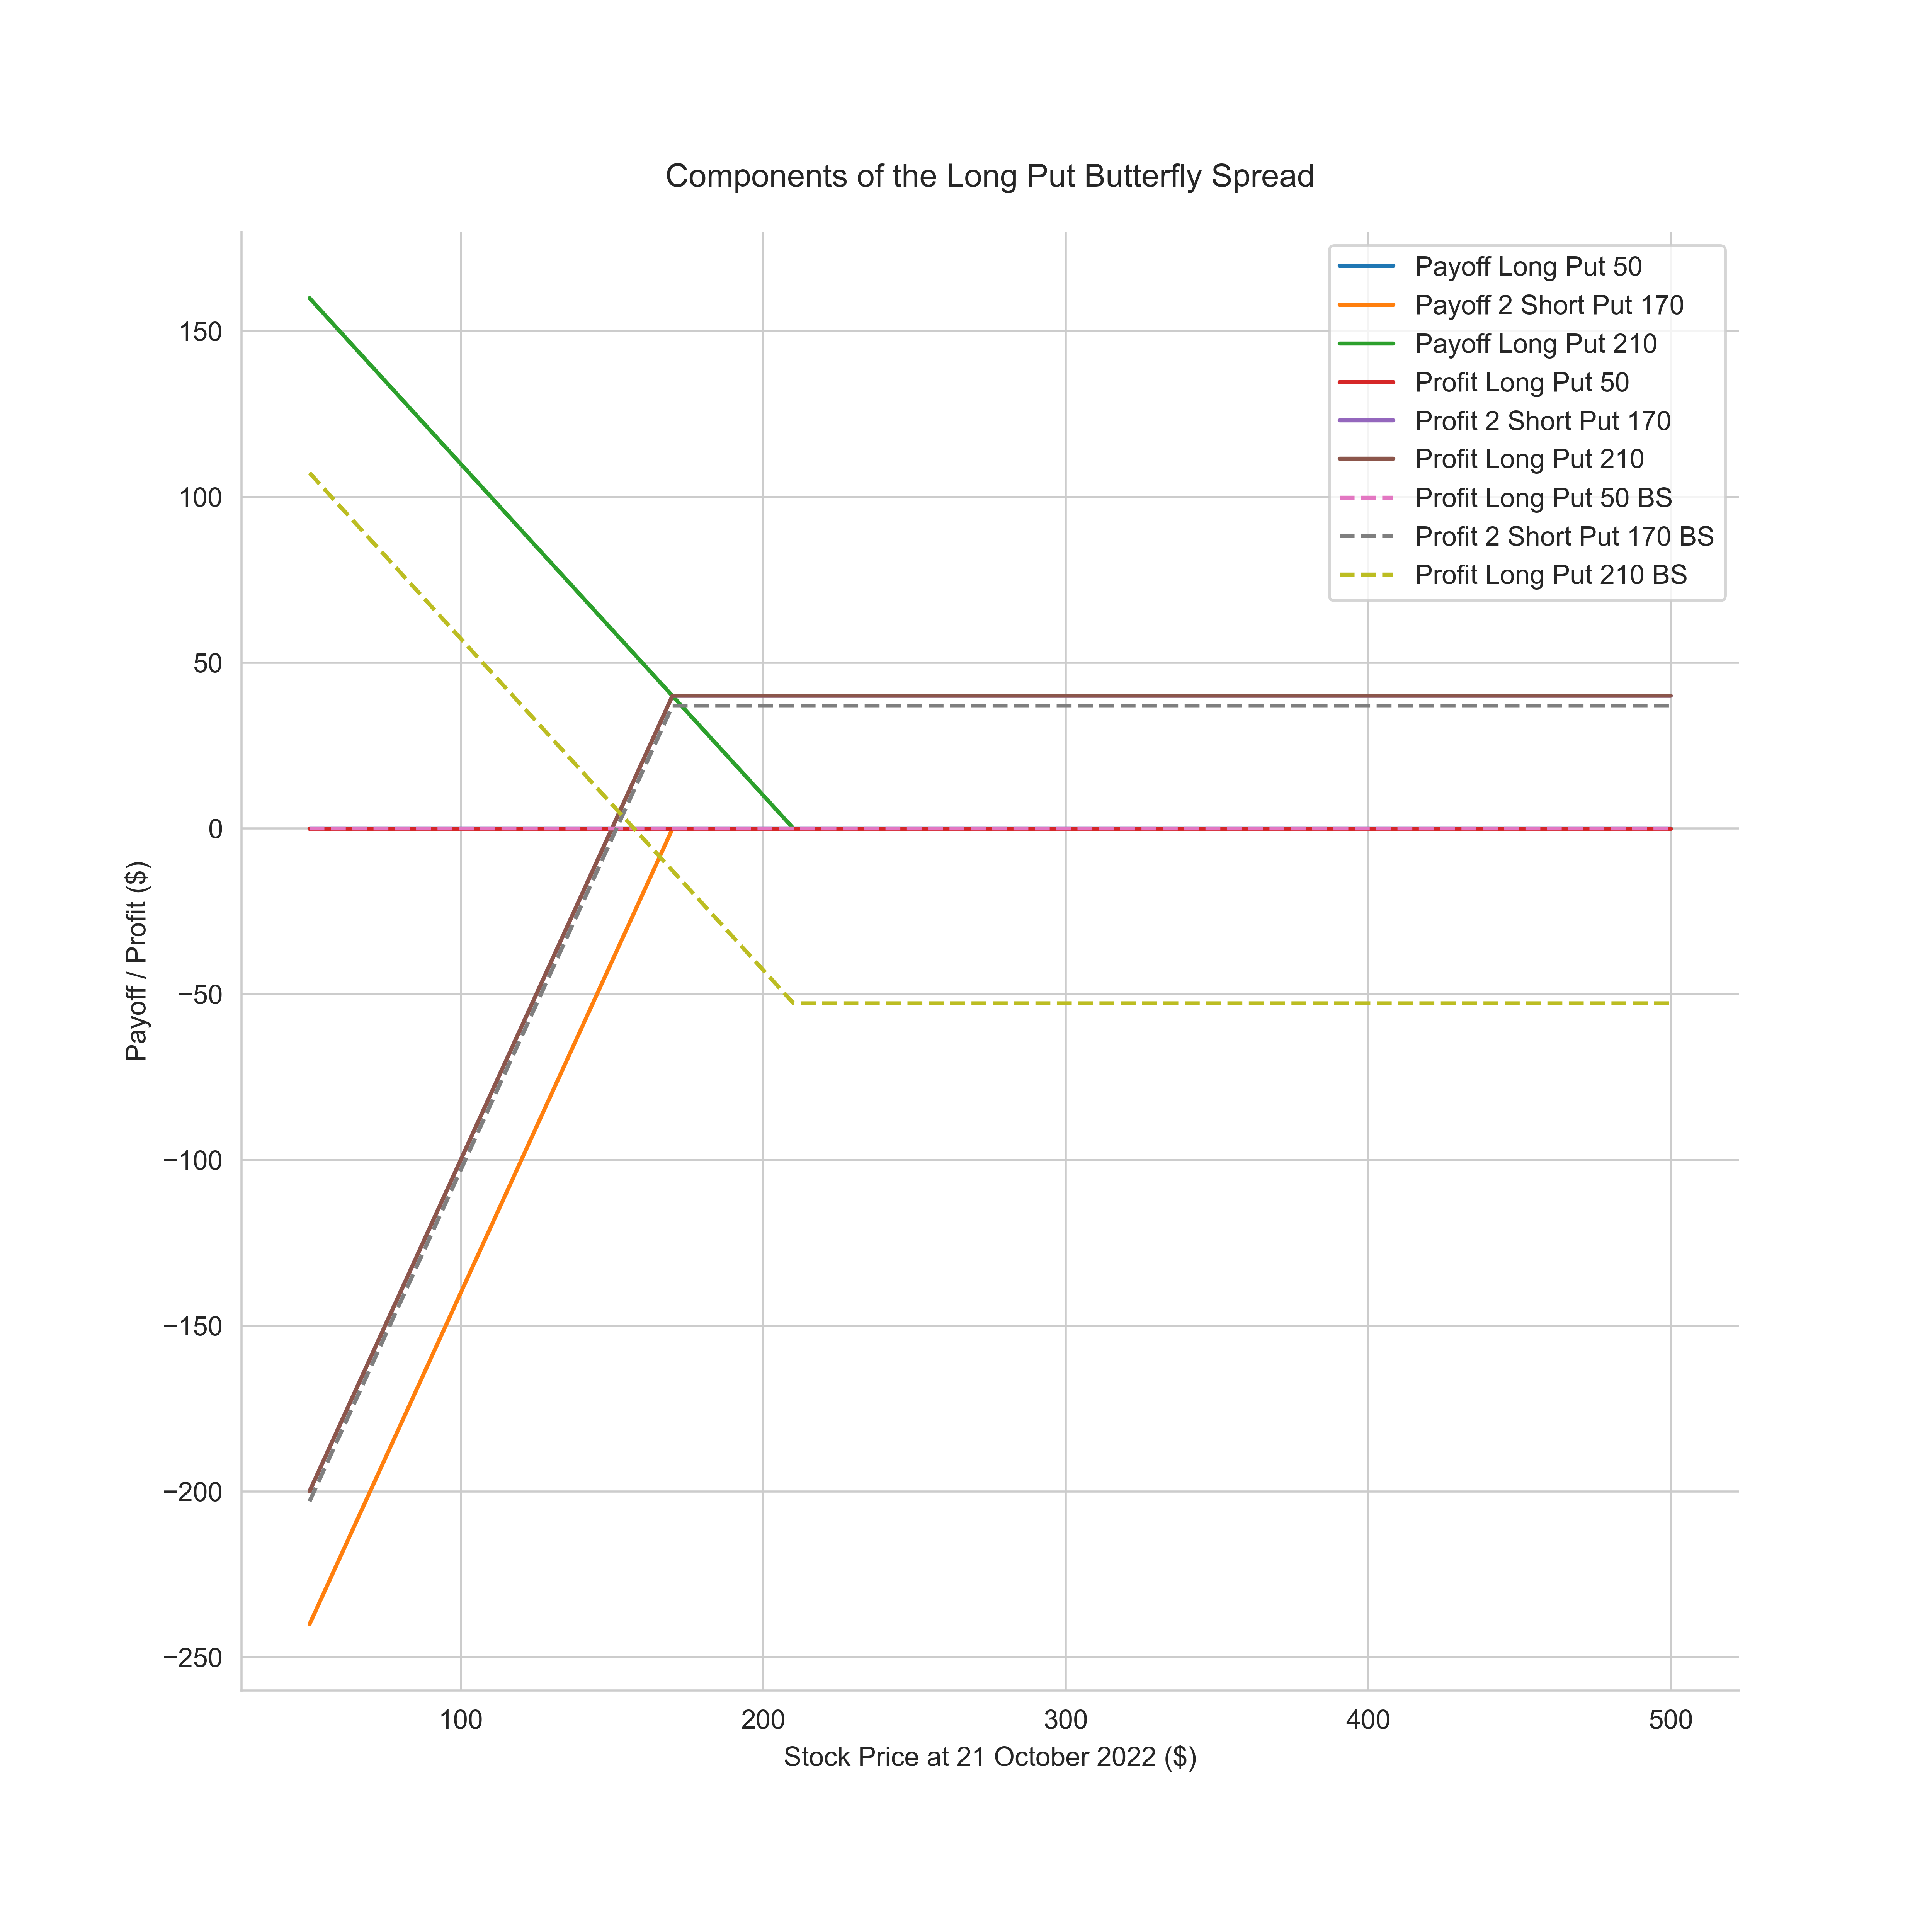 Components of the Long Put Butterfly Spread
Payoff Long Put 50
Payoff 2 Short Put 170
Payoff Long Put 210
Profit Long Put 50
Profit 2 Short Put 170
Profit Long Put 210
Profit Long Put 50 BS
Profit 2 Short Put 170 BS
Profit Long Put 210 BS
150
100
50
0
−50
−100
−150
−200
−250
Payoff / Profit ($)
100 200 300 400 500
Stock Price at 21 October 2022 ($)